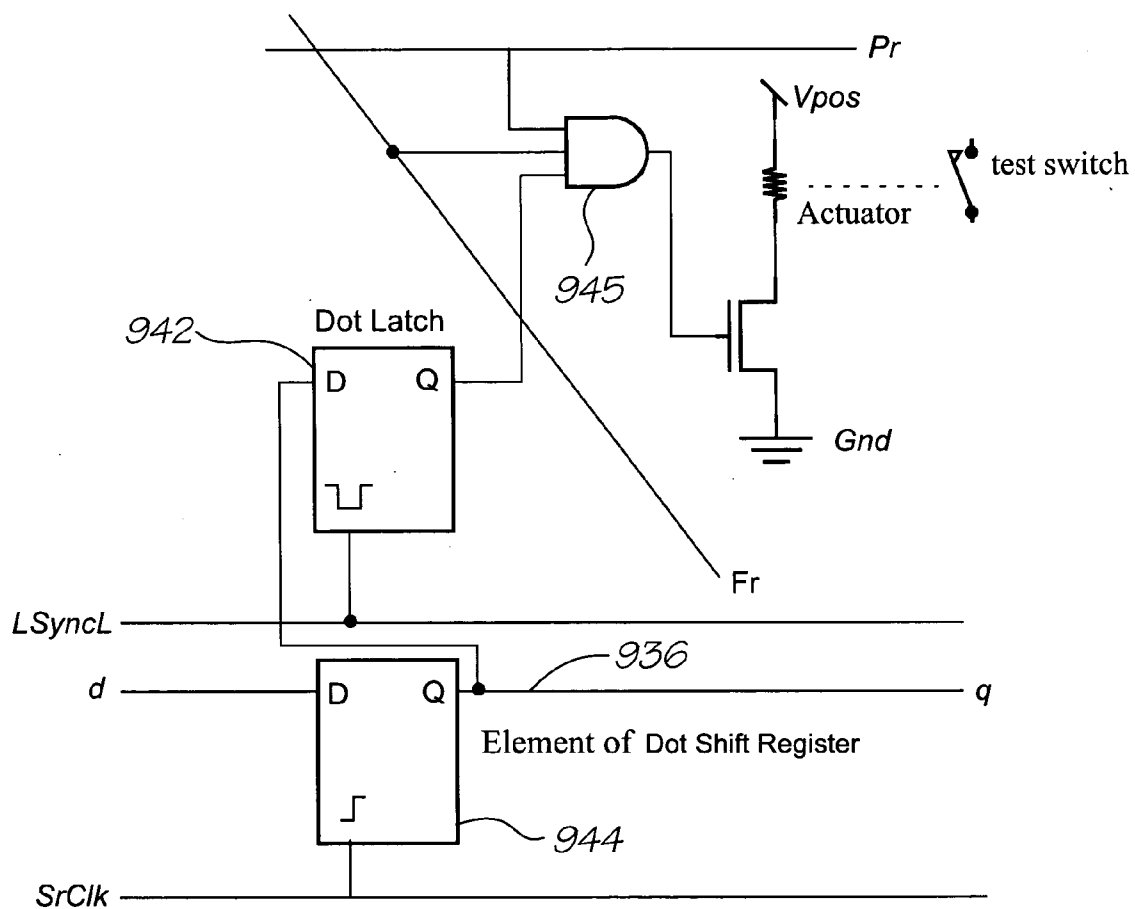 Pr
Vpos
test switch
Actuator
945
942
Dot Latch
D Q
Gnd
Fr
LSyncL
936
d
D Q
q
Element of Dot Shift Register
944
SrClk